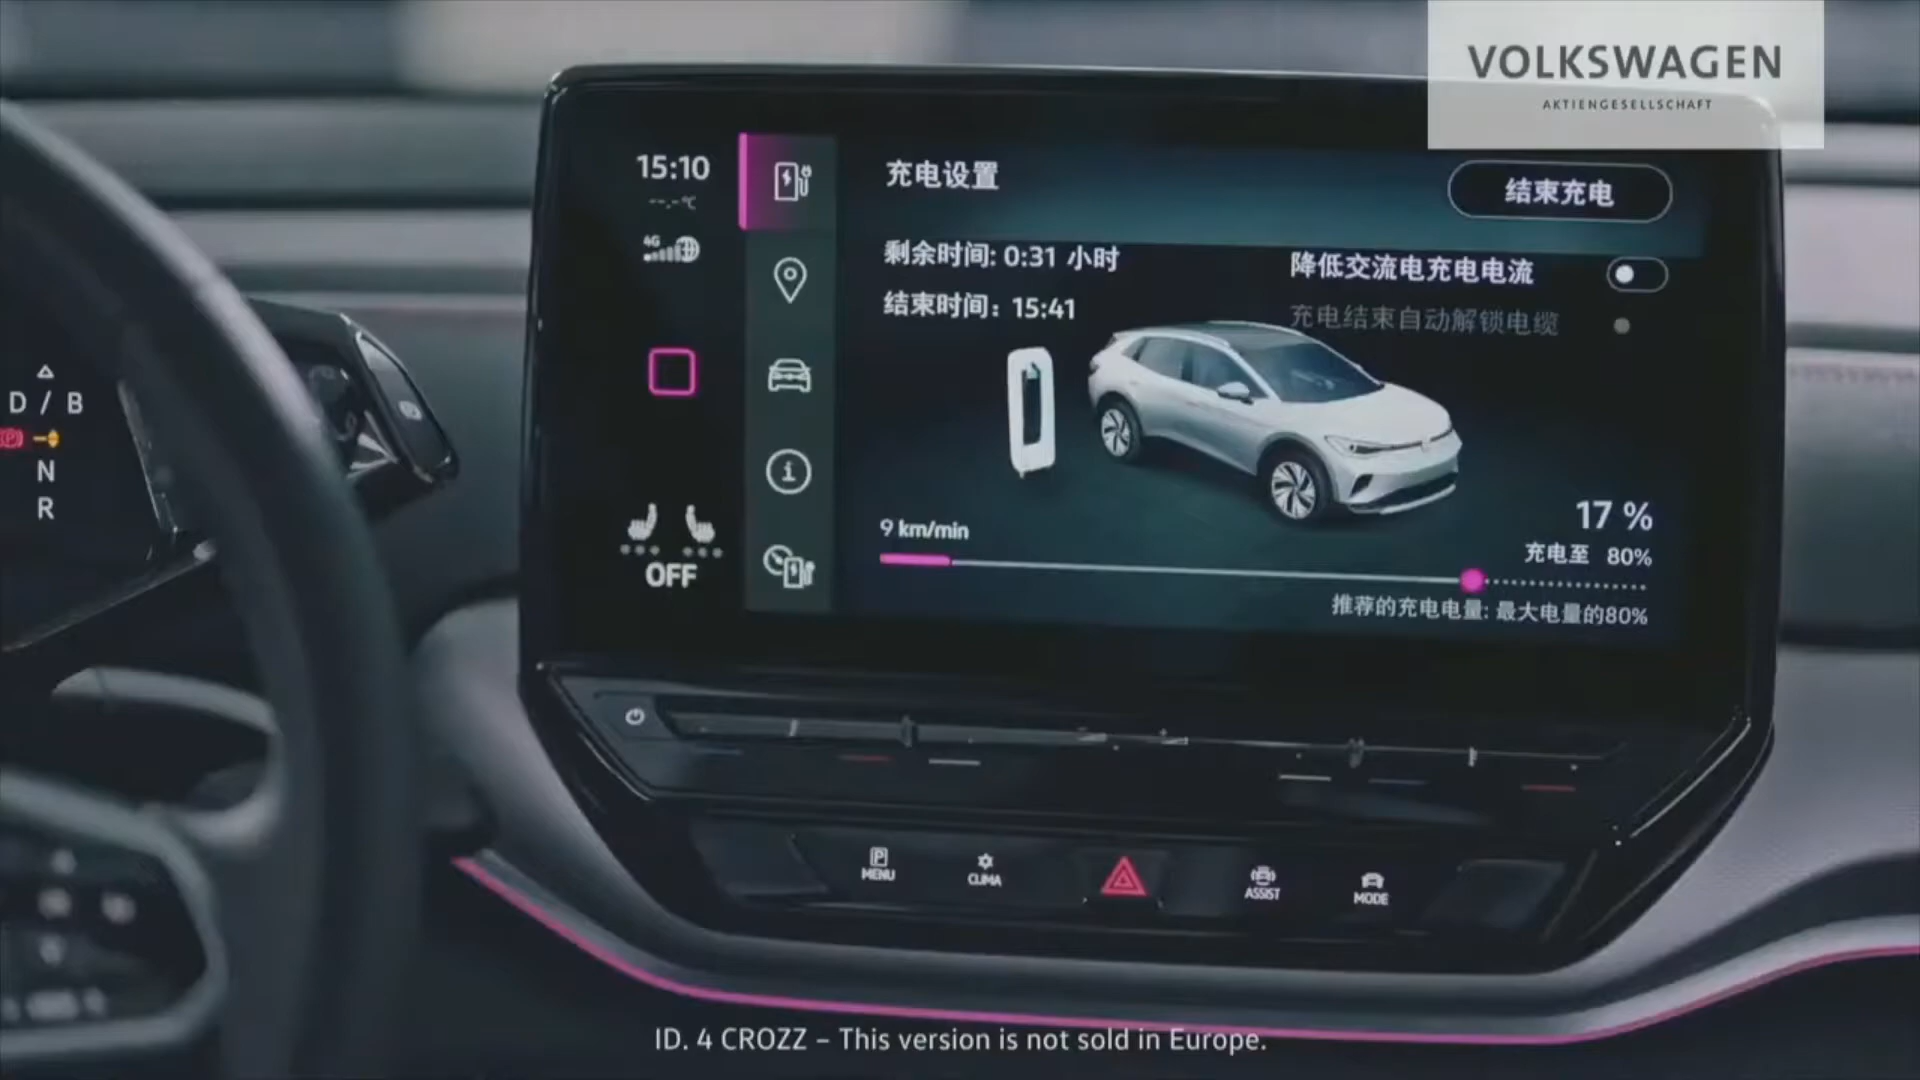 VOLKSWAGEN
AKTIENGESELLSCHAFT
15:10
--.-°C
4G
充电设置
结束充电
剩余时间: 0:31 小时
结束时间: 15:41
降低交流电充电电流
充电结束自动解锁电缆
D / B
P
N
R
OFF
9 km/min
17 %
充电至 80%
推荐的充电电量: 最大电量的80%
P
MENU
CLIMA
ASSIST
MODE
ID. 4 CROZZ – This version is not sold in Europe.